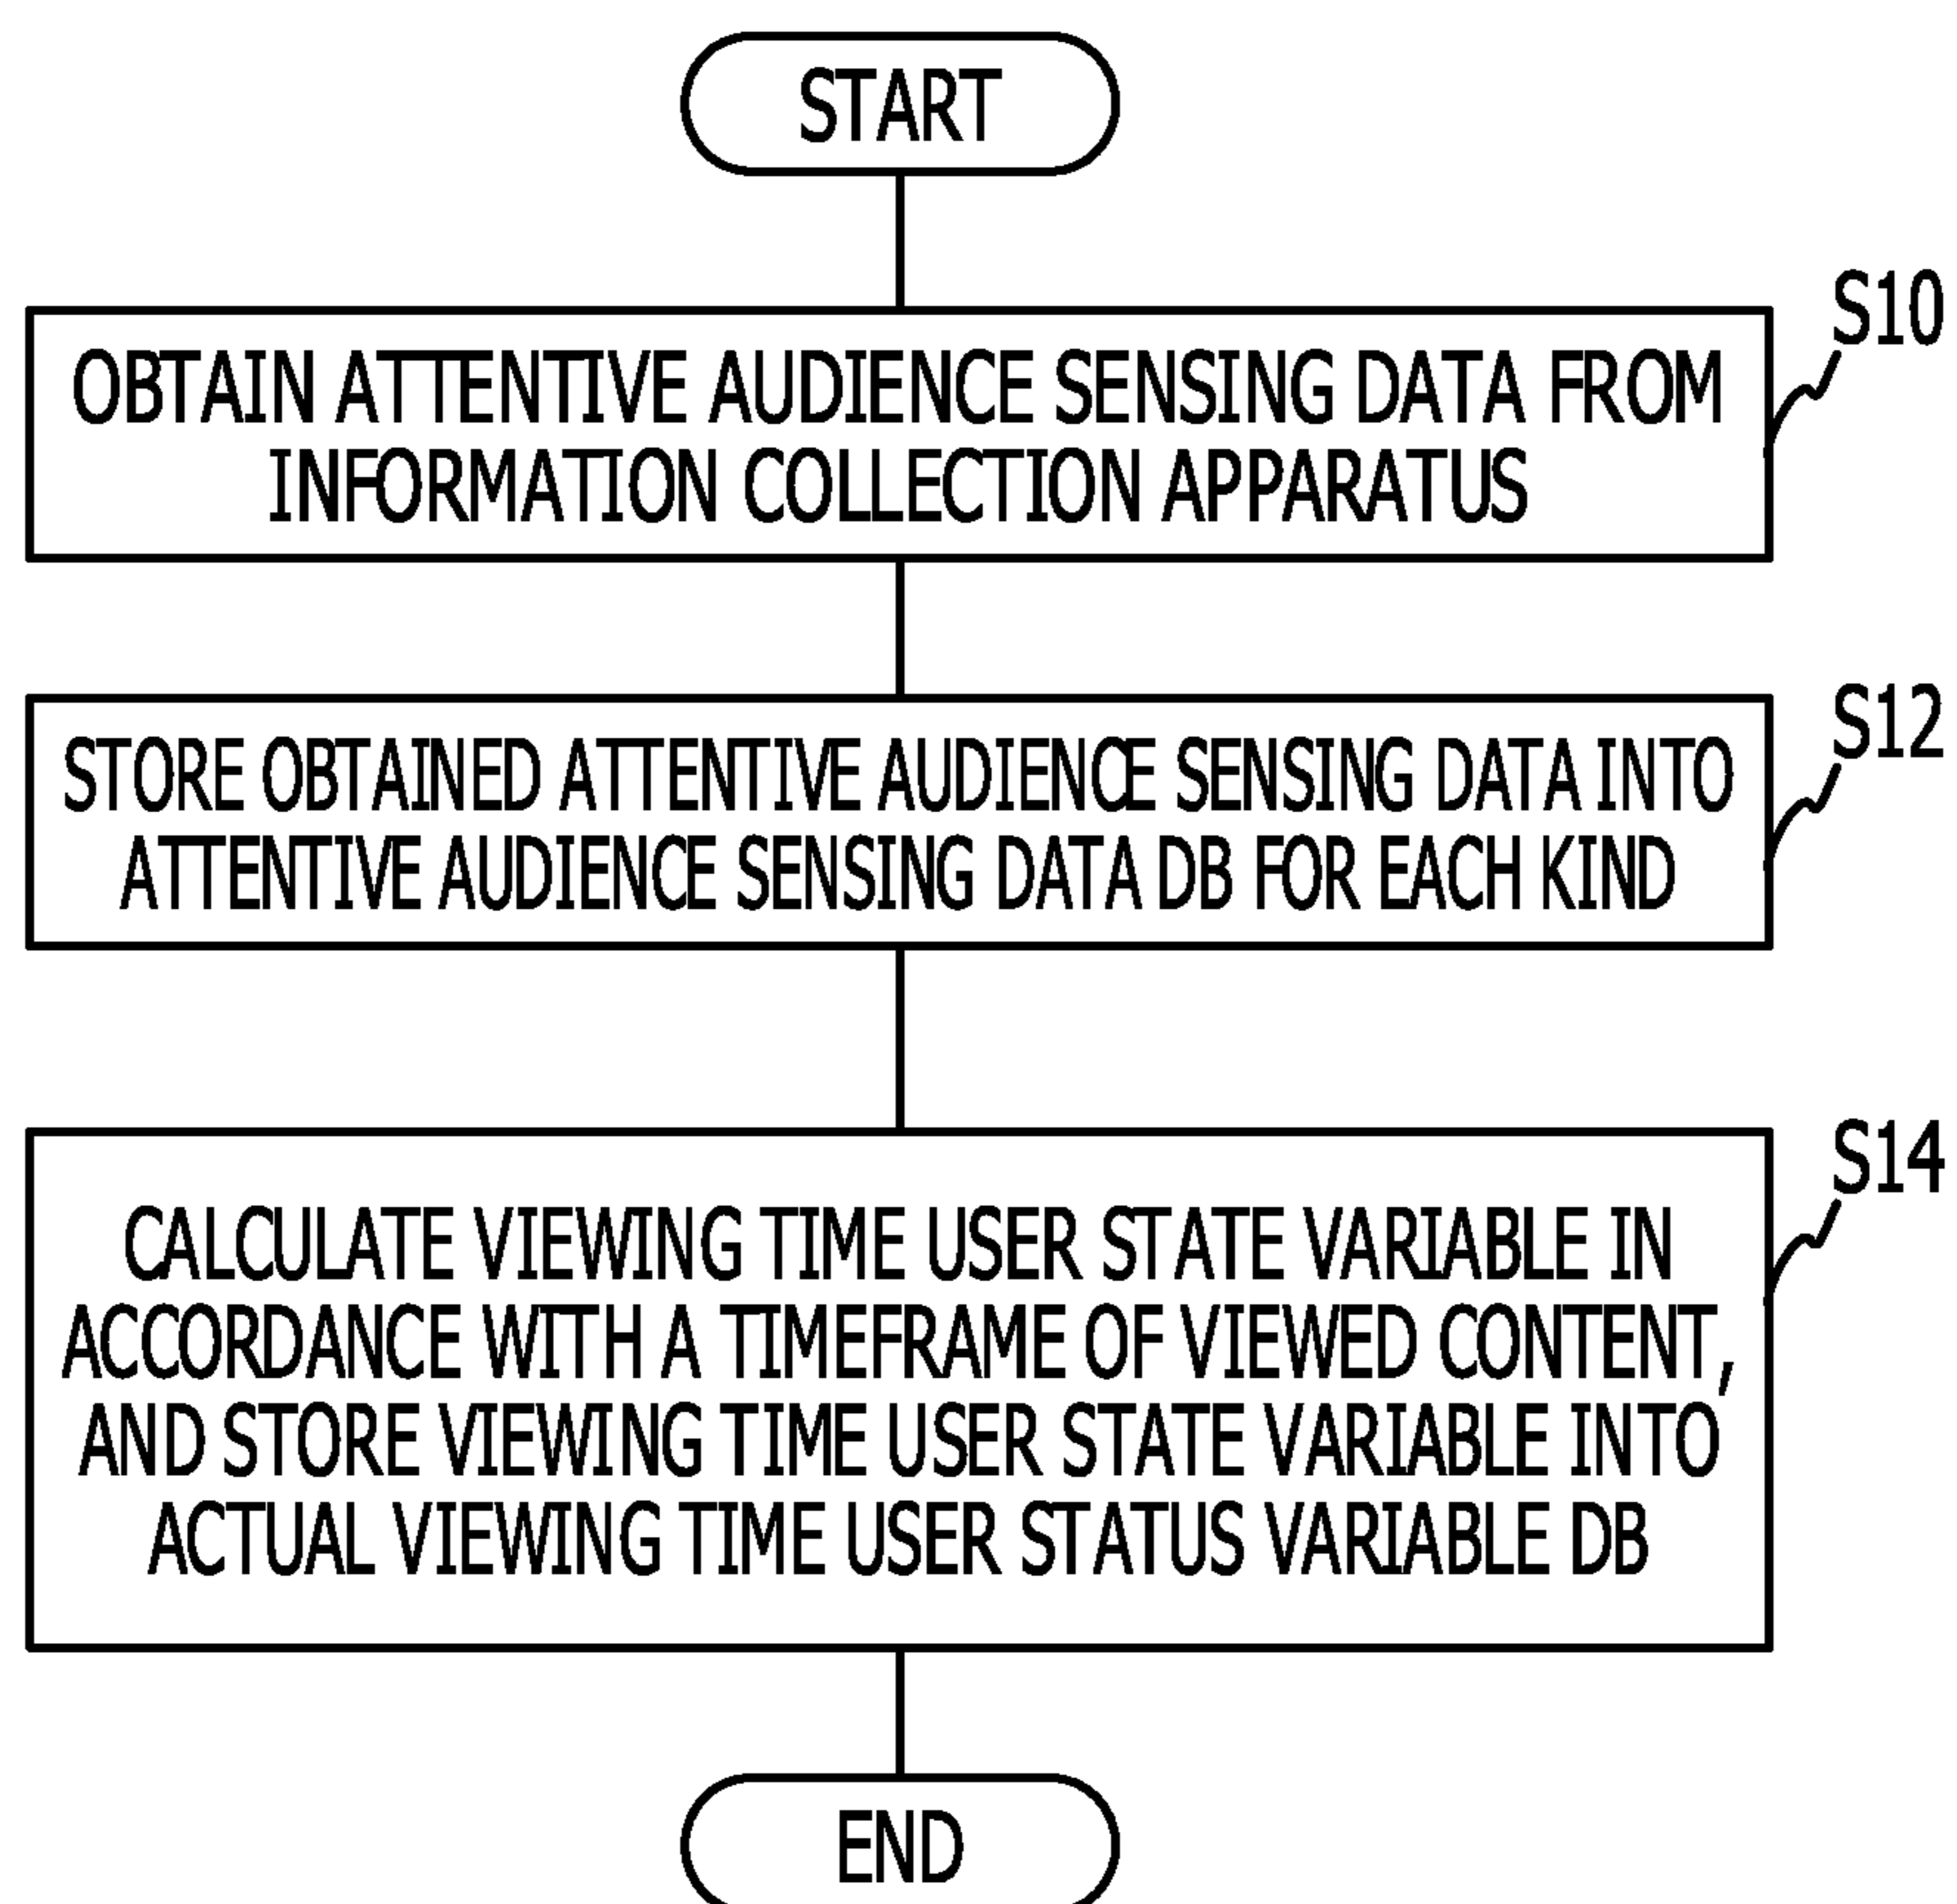 START
S10
OBTAIN ATTENTIVE AUDIENCE SENSING DATA FROM
INFORMATION COLLECTION APPARATUS
S12
STORE OBTAINED ATTENTIVE AUDIENCE SENSING DATA INTO
ATTENTIVE AUDIENCE SENSING DATA DB FOR EACH KIND
S14
CALCULATE VIEWING TIME USER STATE VARIABLE IN
ACCORDANCE WITH A TIMEFRAME OF VIEWED CONTENT,
AND STORE VIEWING TIME USER STATE VARIABLE INTO
ACTUAL VIEWING TIME USER STATUS VARIABLE DB
END